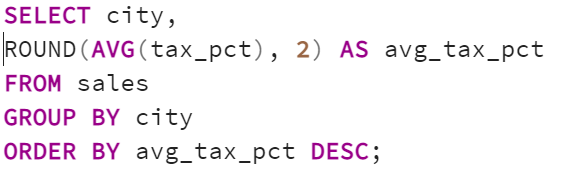 SELECT city,
ROUND(AVG(tax_pct), 2) AS avg_tax_pct
FROM sales
GROUP BY city
ORDER BY avg_tax_pct DESC;